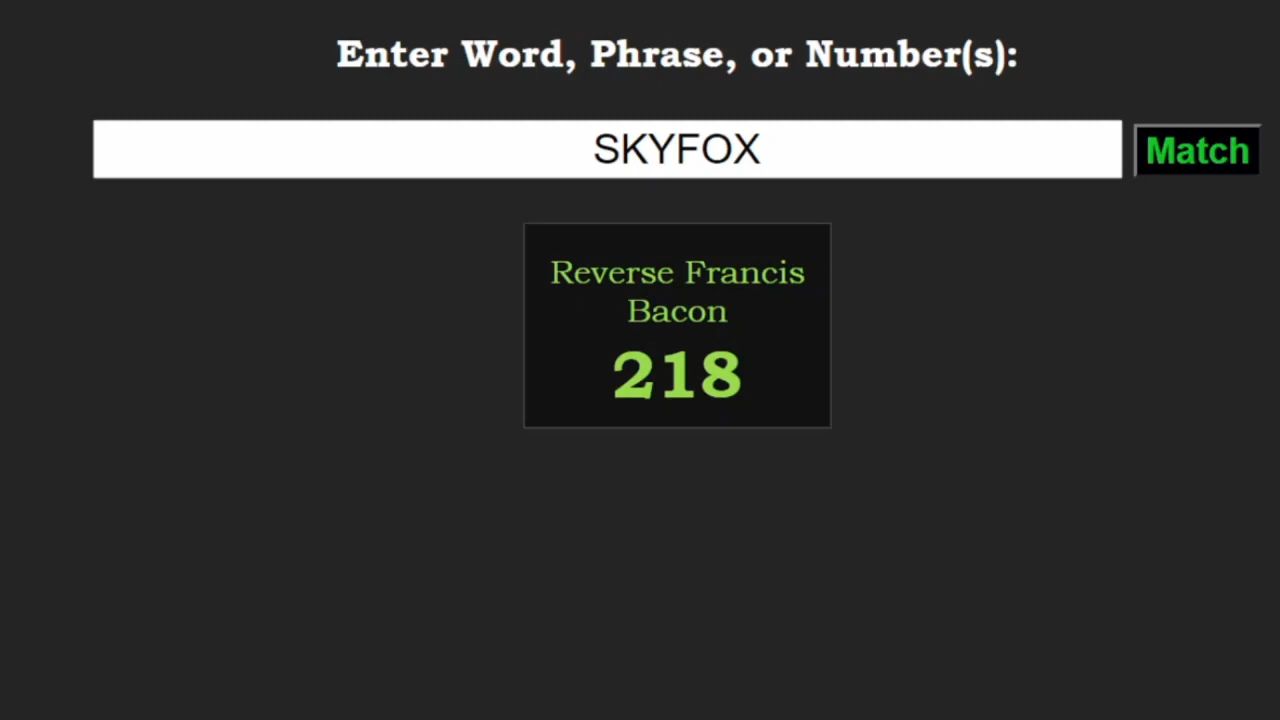 Enter Word, Phrase, or Number(s):
SKYFOX
Match
Reverse Francis
Bacon
218